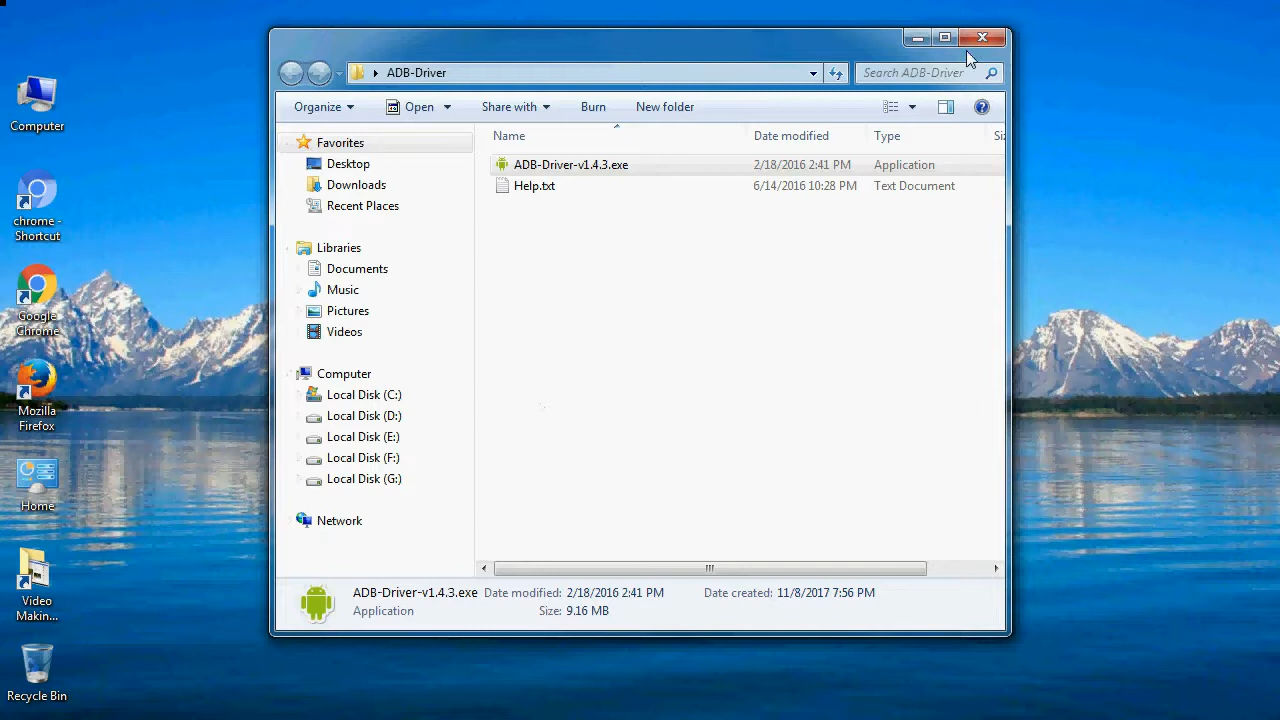 Computer
chrome -
Shortcut
Google
Chrome
Mozilla
Firefox
Home
Video
Makin...
Recycle Bin
ADB-Driver
Search ADB-Driver
Organize
Open
Share with
Burn
New folder
Favorites
Desktop
Downloads
Recent Places
Libraries
Documents
Music
Pictures
Videos
Computer
Local Disk (C:)
Local Disk (D:)
Local Disk (E:)
Local Disk (F:)
Local Disk (G:)
Network
Name Date modified Type Si
ADB-Driver-v1.4.3.exe 2/18/2016 2:41 PM Application
Help.txt 6/14/2016 10:28 PM Text Document
ADB-Driver-v1.4.3.exe Date modified: 2/18/2016 2:41 PM Date created: 11/8/2017 7:56 PM
Application Size: 9.16 MB